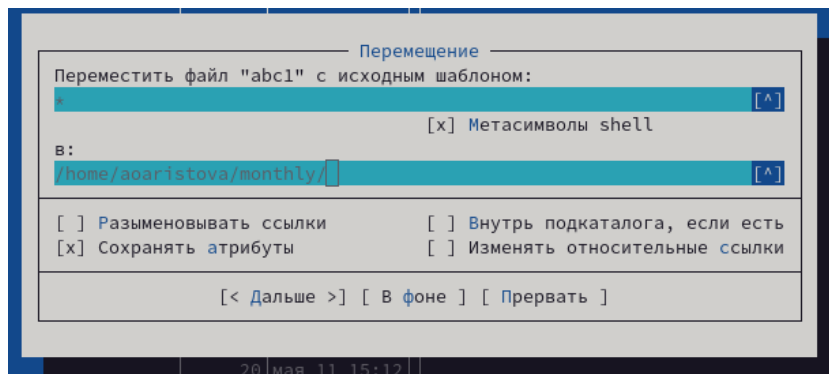 Перемещение
Переместить файл "abc1" с исходным шаблоном:
* [^]
[x] Метасимволы shell
в:
/home/aoaristova/monthly/ [^]
[ ] Разыменовывать ссылки [ ] Внутрь подкаталога, если есть
[x] Сохранять атрибуты [ ] Изменять относительные ссылки
[< Дальше >] [ В фоне ] [ Прервать ]
20 мая 11 15:12